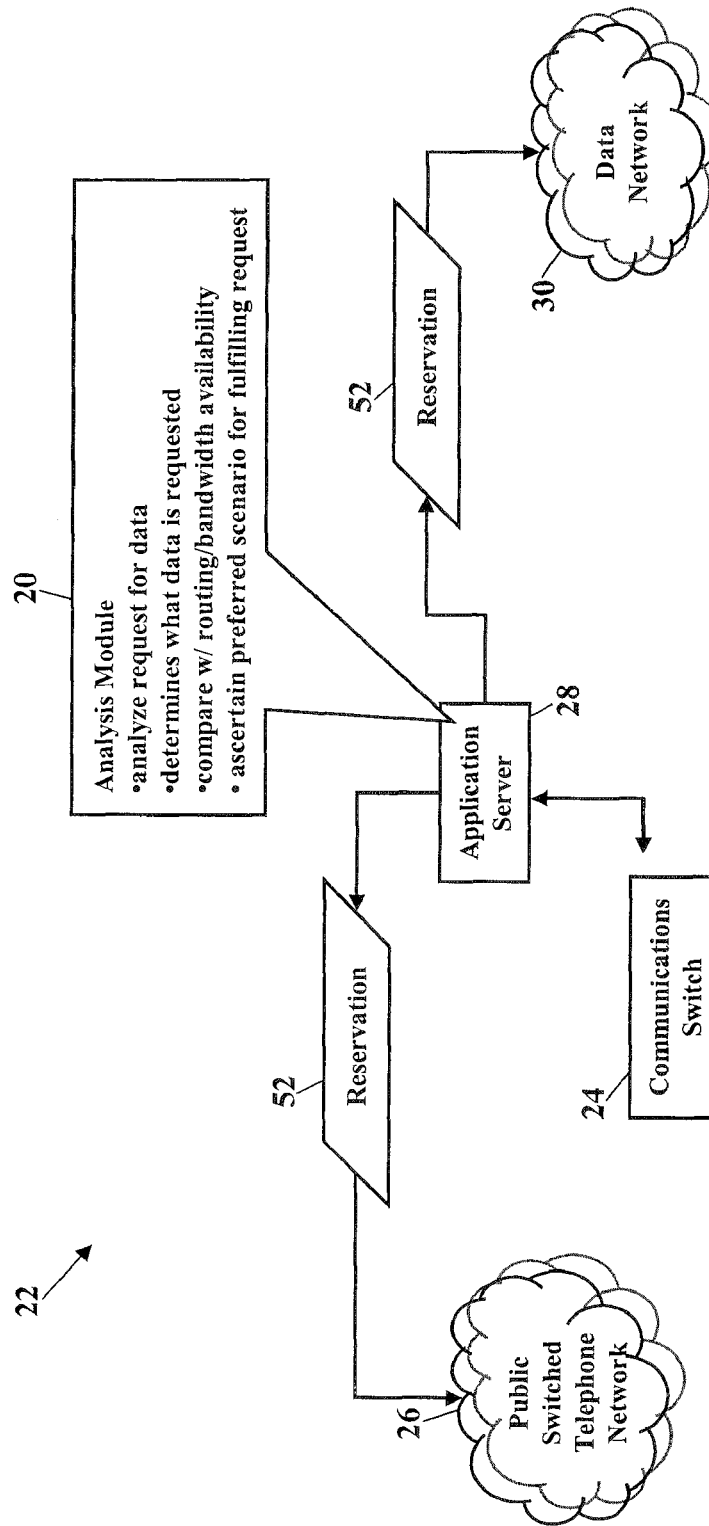 20
Analysis Module
•analyze request for data
•determines what data is requested
•compare w/ routing/bandwidth availability
• ascertain preferred scenario for fulfilling request
22
52
Reservation
52
Reservation
26
Public
Switched
Telephone
Network
Application
Server
28
30
Data
Network
24
Communications
Switch